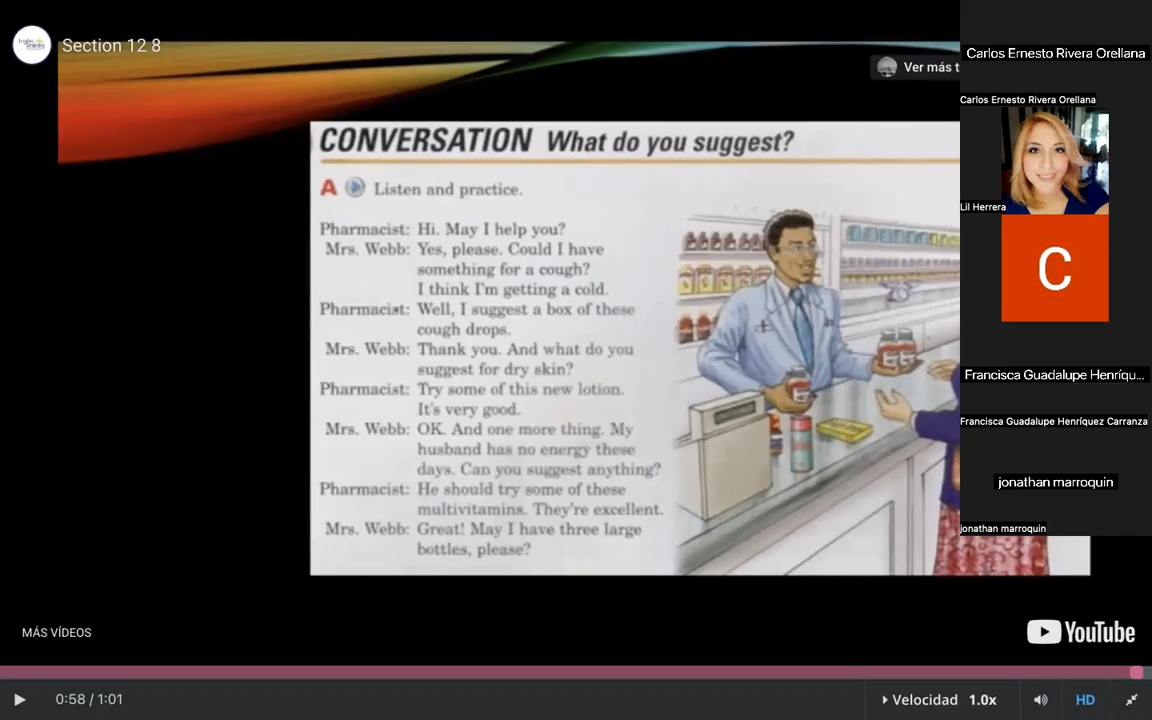 Section 12 8
Ver más t
CONVERSATION What do you suggest?
A Listen and practice.
Pharmacist: Hi. May I help you?
Mrs. Webb: Yes, please. Could I have
something for a cough?
I think I'm getting a cold.
Pharmacist: Well, I suggest a box of these
cough drops.
Mrs. Webb: Thank you. And what do you
suggest for dry skin?
Pharmacist: Try some of this new lotion.
It's very good.
Mrs. Webb: OK. And one more thing. My
husband has no energy these
days. Can you suggest anything?
Pharmacist: He should try some of these
multivitamins. They're excellent.
Mrs. Webb: Great! May I have three large
bottles, please?
Carlos Ernesto Rivera Orellana
Carlos Ernesto Rivera Orellana
Lil Herrera
C
Francisca Guadalupe Henríqu...
Francisca Guadalupe Henríquez Carranza
jonathan marroquin
jonathan marroquin
MÁS VÍDEOS
YouTube
0:58 / 1:01
Velocidad 1.0x
HD